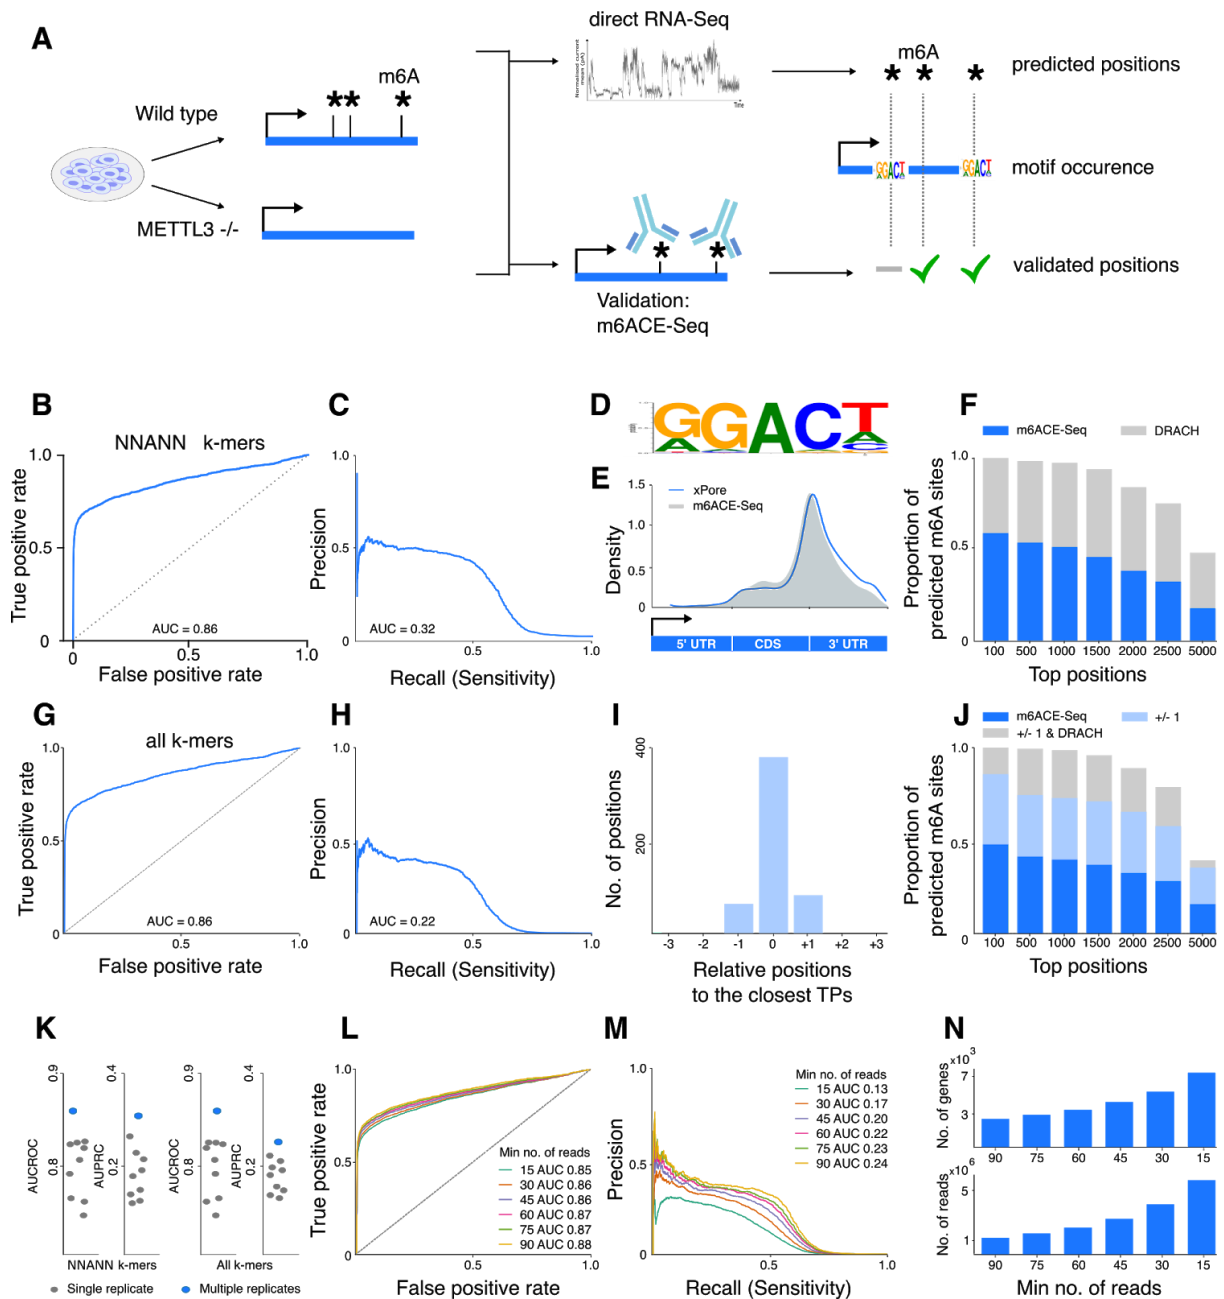 A
direct RNA-Seq
Normalised current
mean (pA)
Time
m6A
predicted positions
Wild type
m6A
GGACT
GGACT
motif occurence
METTL3 -/-
validated positions
Validation:
m6ACE-Seq
B
NNANN k-mers
True positive rate
1.0
0.5
0
AUC = 0.86
0
0.5
1.0
False positive rate
C
Precision
1.0
0.5
0
AUC = 0.32
0.5
1.0
Recall (Sensitivity)
D
GGACT
E
xPore
m6ACE-Seq
Density
1.5
1.0
0.5
0
5' UTR
CDS
3' UTR
F
m6ACE-Seq
DRACH
Proportion of
predicted m6A sites
1.0
0.5
0
100 500 1000 1500 2000 2500 5000
Top positions
G
all k-mers
True positive rate
1.0
0.5
0
AUC = 0.86
0.5
1.0
False positive rate
H
Precision
1.0
0.5
0
AUC = 0.22
0.5
1.0
Recall (Sensitivity)
I
No. of positions
400
200
-3 -2 -1 0 +1 +2 +3
Relative positions
to the closest TPs
J
m6ACE-Seq
+/- 1
+/- 1 & DRACH
Proportion of
predicted m6A sites
1.0
0.5
0
100 500 1000 1500 2000 2500 5000
Top positions
K
AUCROC
0.9
0.8
AUPRC
0.4
0.2
AUCROC
0.9
0.8
AUPRC
0.4
0.2
NNANN k-mers
All k-mers
Single replicate
Multiple replicates
L
True positive rate
1.0
0.5
0
Min no. of reads
15 AUC 0.85
30 AUC 0.86
45 AUC 0.86
60 AUC 0.87
75 AUC 0.87
90 AUC 0.88
0.5
1.0
False positive rate
M
Precision
1.0
0.5
0
Min no. of reads
15 AUC 0.13
30 AUC 0.17
45 AUC 0.20
60 AUC 0.22
75 AUC 0.23
90 AUC 0.24
0.5
1.0
Recall (Sensitivity)
N
No. of genes
x10³
7
3
90 75 60 45 30 15
No. of reads
x10⁶
5
1
90 75 60 45 30 15
Min no. of reads